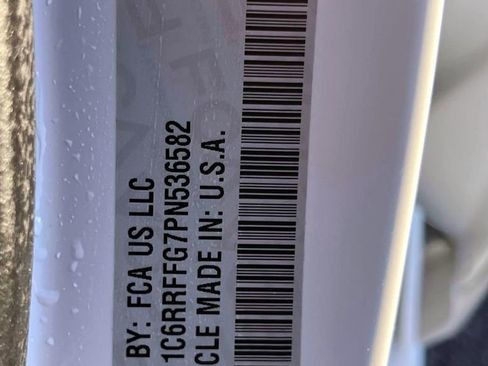 BY: FCA US LLC
1C6RRFFG7PN536582
CLE MADE IN: U.S.A.